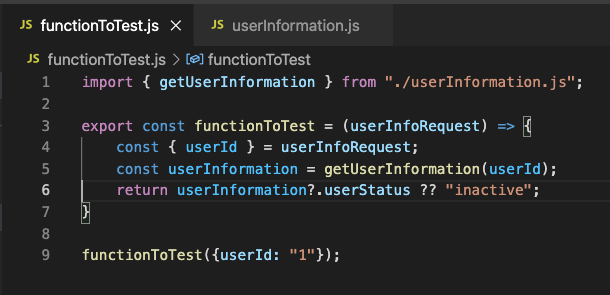 JS functionToTest.js × JS userInformation.js
JS functionToTest.js > functionToTest
1 import { getUserInformation } from "./userInformation.js";
2
3 export const functionToTest = (userInfoRequest) => {
4 const { userId } = userInfoRequest;
5 const userInformation = getUserInformation(userId);
6 return userInformation?.userStatus ?? "inactive";
7 }
8
9 functionToTest({userId: "1"});